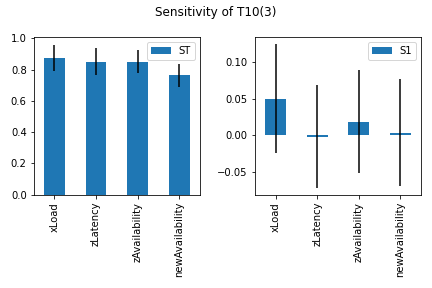 Sensitivity of T10(3)
ST
1.0
0.8
0.6
0.4
0.2
0.0
xLoad
zLatency
zAvailability
newAvailability
S1
0.10
0.05
0.00
−0.05
xLoad
zLatency
zAvailability
newAvailability